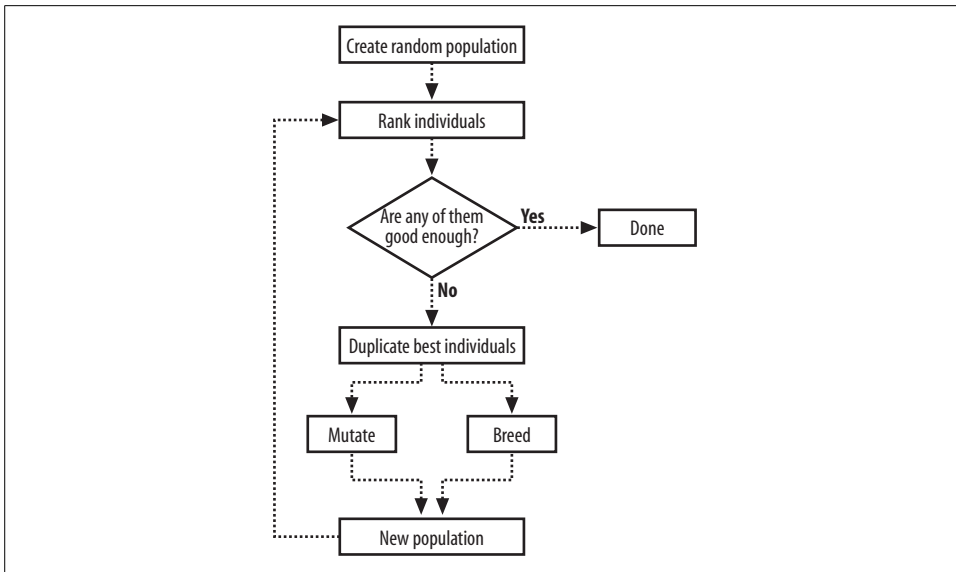 Create random population
Rank individuals
Are any of them
good enough?
Yes
Done
No
Duplicate best individuals
Mutate
Breed
New population